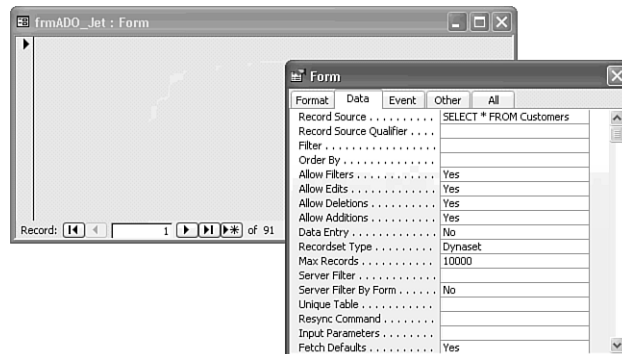 frmADO_Jet : Form
Record: 1 of 91
Form
Format Data Event Other All
Record Source . . . . . . . . . . SELECT * FROM Customers
Record Source Qualifier . . . .
Filter . . . . . . . . . . . . . . . . .
Order By . . . . . . . . . . . . . .
Allow Filters . . . . . . . . . . . . Yes
Allow Edits . . . . . . . . . . . . . Yes
Allow Deletions . . . . . . . . . . Yes
Allow Additions . . . . . . . . . . Yes
Data Entry . . . . . . . . . . . . . No
Recordset Type . . . . . . . . . Dynaset
Max Records . . . . . . . . . . . 10000
Server Filter . . . . . . . . . . . .
Server Filter By Form . . . . . . No
Unique Table . . . . . . . . . . .
Resync Command . . . . . . . .
Input Parameters . . . . . . . .
Fetch Defaults . . . . . . . . . . Yes